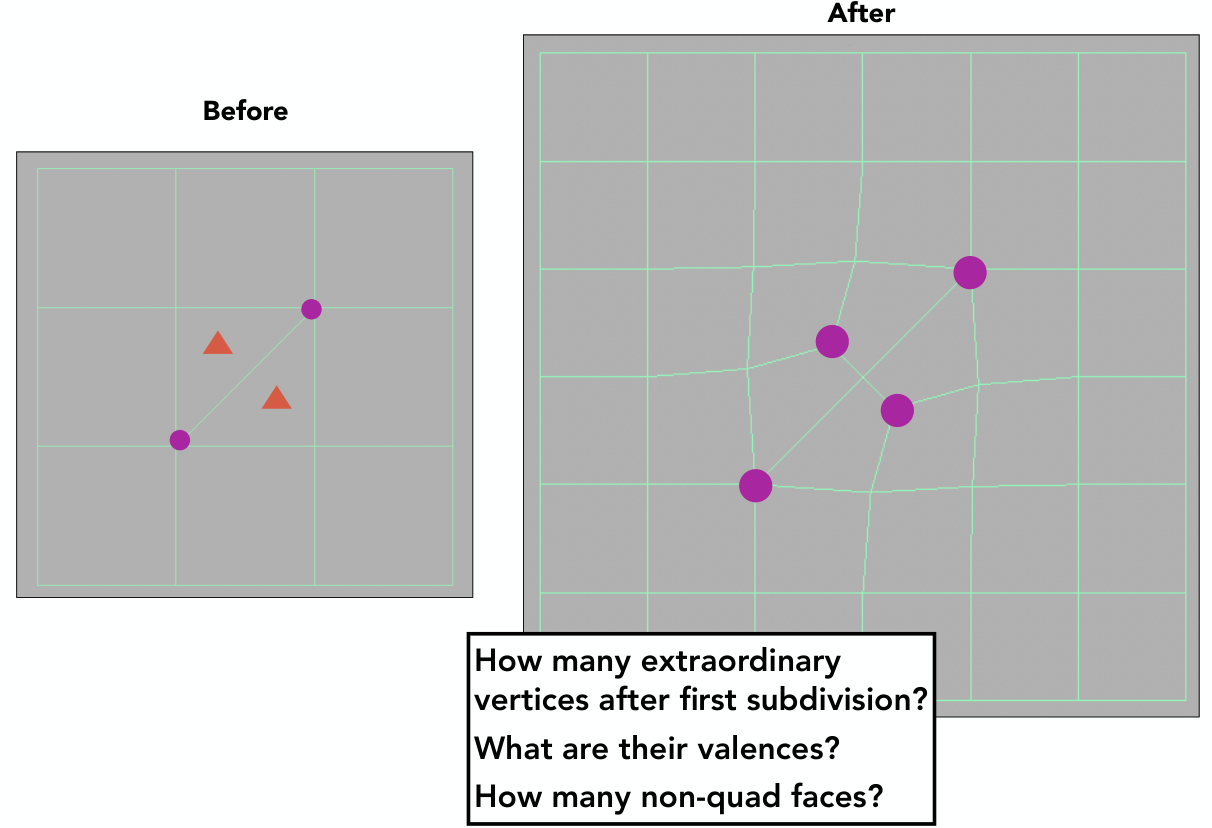 After
Before
How many extraordinary
vertices after first subdivision?
What are their valences?
How many non-quad faces?